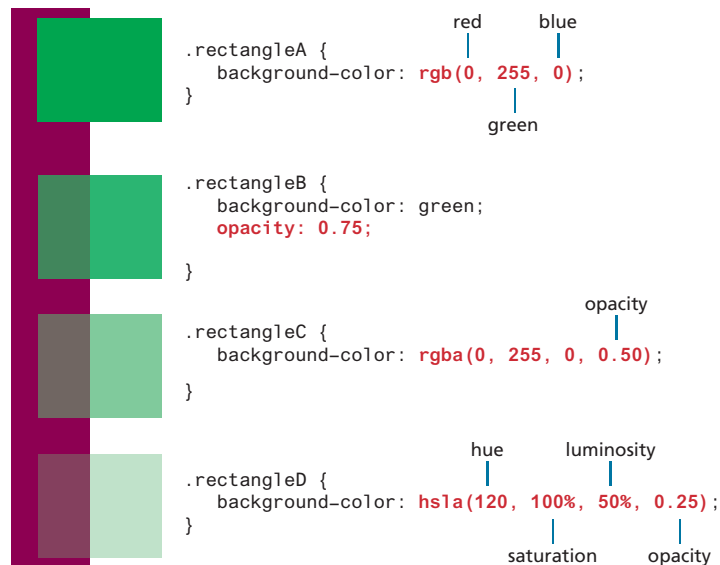 red blue
.rectangleA {
background-color: rgb(0, 255, 0);
}
green
.rectangleB {
background-color: green;
opacity: 0.75;
}
opacity
.rectangleC {
background-color: rgba(0, 255, 0, 0.50);
}
hue luminosity
.rectangleD {
background-color: hsla(120, 100%, 50%, 0.25);
}
saturation opacity